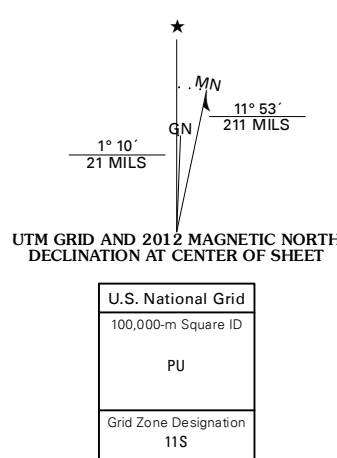 ★
MN
11° 53´
211 MILS
GN
1° 10´
21 MILS
UTM GRID AND 2012 MAGNETIC NORTH
DECLINATION AT CENTER OF SHEET
U.S. National Grid
100,000-m Square ID
PU
Grid Zone Designation
11S